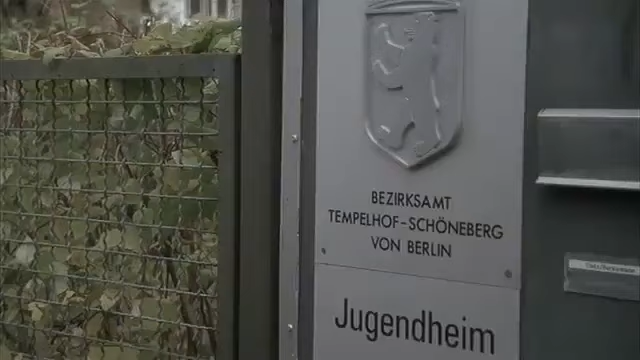 BEZIRKSAMT
TEMPELHOF-SCHÖNEBERG
VON BERLIN
Jugendheim